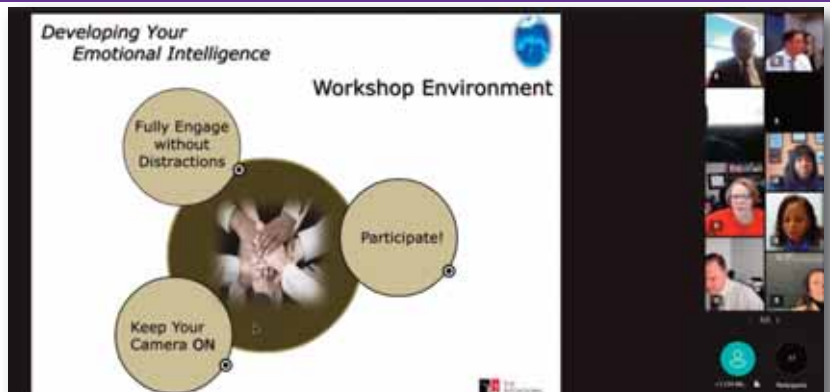 Developing Your
Emotional Intelligence
Workshop Environment
Fully Engage
without
Distractions
Participate!
Keep Your
Camera ON